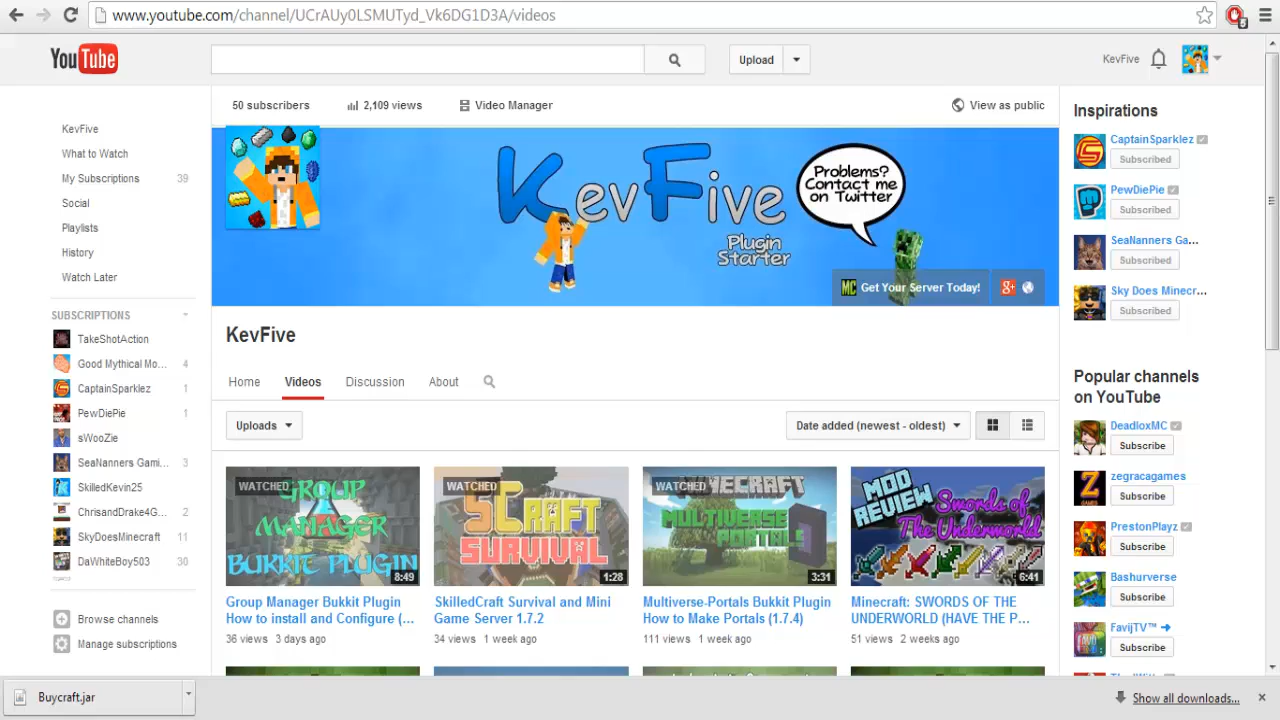 www.youtube.com/channel/UCrAUy0LSMUTyd_Vk6DG1D3A/videos
5
YouTube
Upload
KevFive
50 subscribers
2,109 views
Video Manager
View as public
KevFive
What to Watch
My Subscriptions 39
Social
Playlists
History
Watch Later
SUBSCRIPTIONS
TakeShotAction
Good Mythical Mo... 4
CaptainSparklez 1
PewDiePie 1
sWooZie
SeaNanners Gami... 3
SkilledKevin25
ChrisandDrake4G... 2
SkyDoesMinecraft 11
DaWhiteBoy503 30
Browse channels
Manage subscriptions
KevFive
Plugin
Starter
Problems?
Contact me
on Twitter
MC Get Your Server Today!
g+
KevFive
Home Videos Discussion About
Uploads
Date added (newest - oldest)
WATCHED
GROUP
MANAGER
BUKKIT PLUGIN
8:49
Group Manager Bukkit Plugin
How to install and Configure (...
36 views 3 days ago
WATCHED
SCRAFT
SURVIVAL
1:28
SkilledCraft Survival and Mini
Game Server 1.7.2
34 views 1 week ago
WATCHED
MINECRAFT
MULTIVERSE
PORTALS
3:31
Multiverse-Portals Bukkit Plugin
How to Make Portals (1.7.4)
111 views 1 week ago
MOD
REVIEW
Swords of
The Underworld
6:41
Minecraft: SWORDS OF THE
UNDERWORLD (HAVE THE P...
51 views 2 weeks ago
Inspirations
CaptainSparklez
Subscribed
PewDiePie
Subscribed
SeaNanners Ga...
Subscribed
Sky Does Minecr...
Subscribed
Popular channels
on YouTube
DeadloxMC
Subscribe
zegracagames
Subscribe
PrestonPlayz
Subscribe
Bashurverse
Subscribe
FavijTV™
Subscribe
Buycraft.jar
Show all downloads...